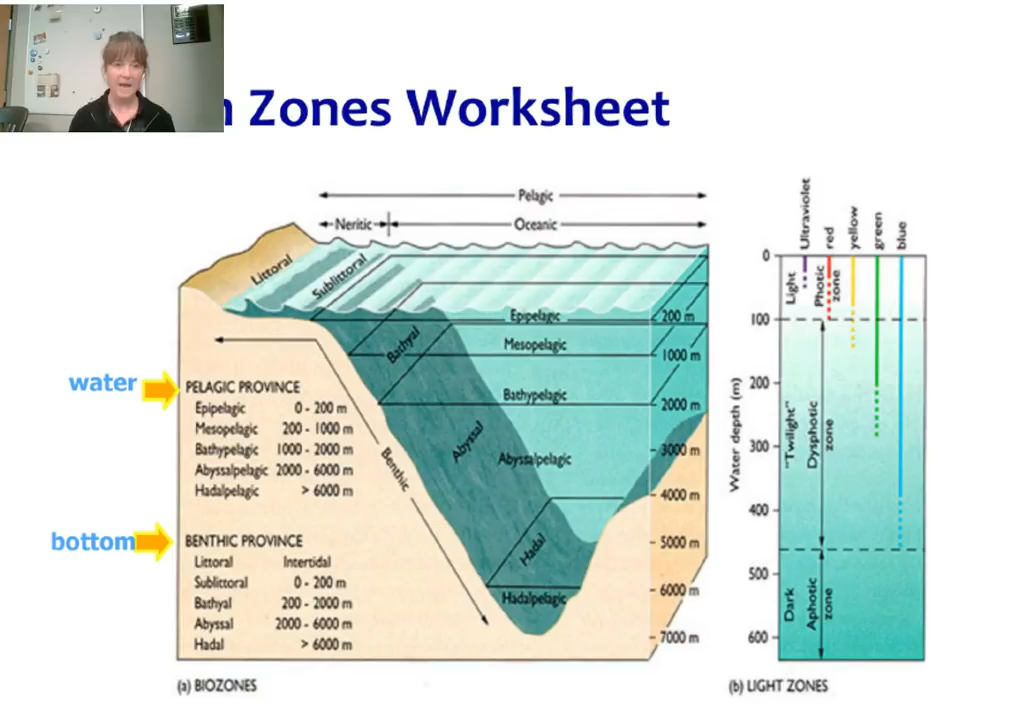 Zones Worksheet
Pelagic
Neritic
Oceanic
Littoral
Sublittoral
Epipelagic
200 m
Bathyal
Mesopelagic
1000 m
Bathypelagic
2000 m
Abyssal
Abyssalpelagic
3000 m
4000 m
Benthic
Hadal
5000 m
Hadalpelagic
6000 m
7000 m
water
PELAGIC PROVINCE
Epipelagic 0 - 200 m
Mesopelagic 200 - 1000 m
Bathypelagic 1000 - 2000 m
Abyssalpelagic 2000 - 6000 m
Hadalpelagic > 6000 m
bottom
BENTHIC PROVINCE
Littoral Intertidal
Sublittoral 0 - 200 m
Bathyal 200 - 2000 m
Abyssal 2000 - 6000 m
Hadal > 6000 m
(a) BIOZONES
Ultraviolet
red
yellow
green
blue
Water depth (m)
0
100
200
300
400
500
600
Light
Photic
zone
"Twilight"
Dysphotic
zone
Dark
Aphotic
zone
(b) LIGHT ZONES